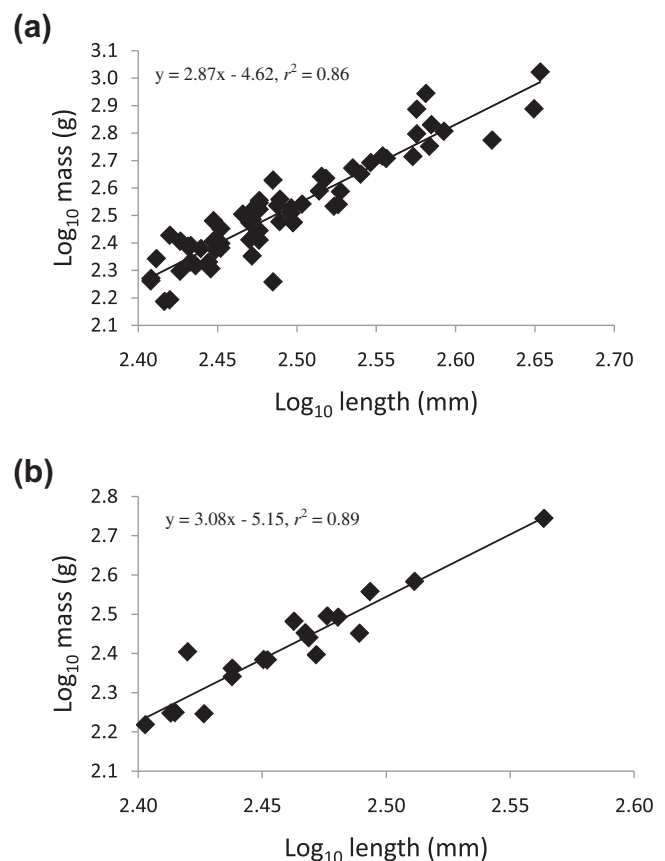 (a)
y = 2.87x - 4.62, r² = 0.86
3.1
3.0
2.9
2.8
2.7
2.6
2.5
2.4
2.3
2.2
2.1
Log₁₀ mass (g)
2.40 2.45 2.50 2.55 2.60 2.65 2.70
Log₁₀ length (mm)
(b)
y = 3.08x - 5.15, r² = 0.89
2.8
2.7
2.6
2.5
2.4
2.3
2.2
2.1
Log₁₀ mass (g)
2.40 2.45 2.50 2.55 2.60
Log₁₀ length (mm)